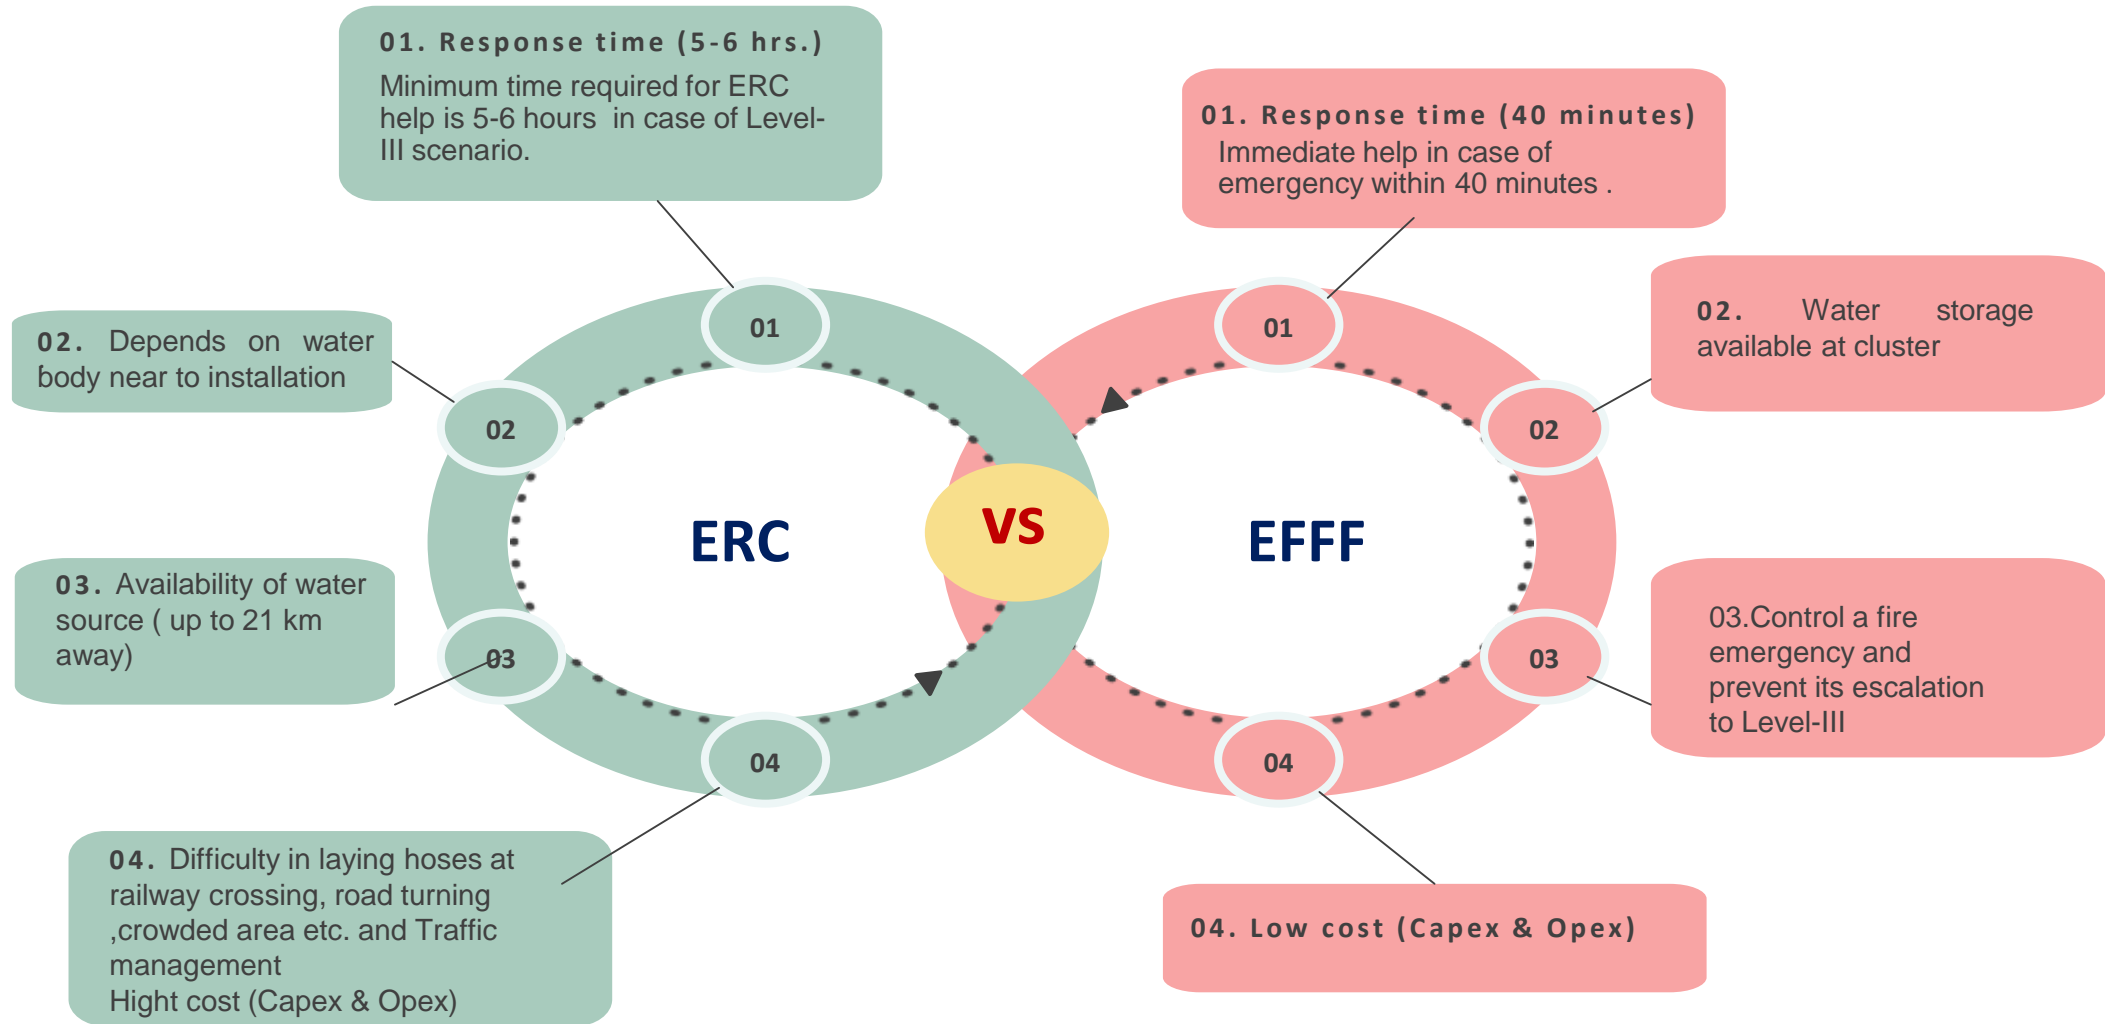 01. Response time (5-6 hrs.)
Minimum time required for ERC
help is 5-6 hours in case of Level-
III scenario.
01. Response time (40 minutes)
Immediate help in case of
emergency within 40 minutes .
02. Depends on water
body near to installation
02. Water storage
available at cluster
01
01
02
02
ERC
VS
EFFF
03. Availability of water
source ( up to 21 km
away)
03.Control a fire
emergency and
prevent its escalation
to Level-III
03
03
04
04
04. Difficulty in laying hoses at
railway crossing, road turning
,crowded area etc. and Traffic
management
Hight cost (Capex & Opex)
04. Low cost (Capex & Opex)